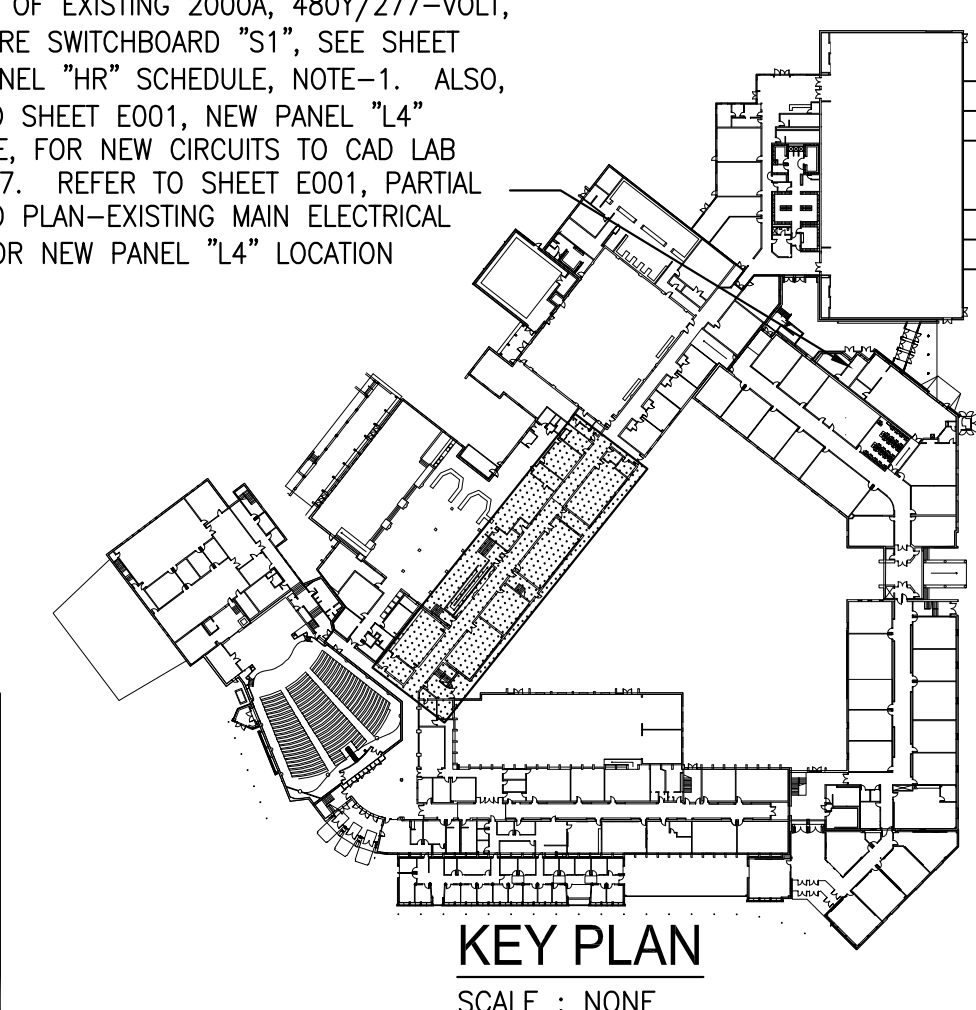 OF EXISTING 2000A, 480Y/277-VOLT,
RE SWITCHBOARD "S1", SEE SHEET
NEL "HR" SCHEDULE, NOTE-1. ALSO,
SHEET E001, NEW PANEL "L4"
E, FOR NEW CIRCUITS TO CAD LAB
7. REFER TO SHEET E001, PARTIAL
PLAN-EXISTING MAIN ELECTRICAL
OR NEW PANEL "L4" LOCATION
KEY PLAN
SCALE : NONE